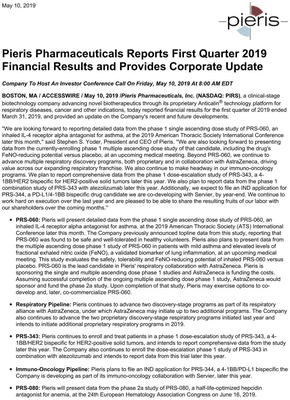 May 10, 2019
pieris
Pieris Pharmaceuticals Reports First Quarter 2019
Financial Results and Provides Corporate Update
Company To Host An Investor Conference Call On Friday, May 10, 2019 At 8:00 AM EDT
BOSTON, MA / ACCESSWIRE / May 10, 2019 /Pieris Pharmaceuticals, Inc. (NASDAQ: PIRS), a clinical-stage
biotechnology company advancing novel biotherapeutics through its proprietary Anticalin® technology platform for
respiratory diseases, cancer and other indications, today reported financial results for the first quarter of 2019 ended
March 31, 2019, and provided an update on the Company's recent and future developments.
"We are looking forward to reporting detailed data from the phase 1 single ascending dose study of PRS-060, an
inhaled IL-4 receptor alpha antagonist for asthma, at the 2019 American Thoracic Society International Conference
later this month," said Stephen S. Yoder, President and CEO of Pieris. "We are also looking forward to presenting
data from the currently-enrolling phase 1 multiple ascending dose study of that candidate, including the drug's
FeNO-reducing potential versus placebo, at an upcoming medical meeting. Beyond PRS-060, we continue to
advance multiple respiratory discovery programs, both proprietary and in collaboration with AstraZeneca, driving
value across our expanding respiratory franchise. We also continue to make headway in our immuno-oncology
programs. We plan to report comprehensive data from the phase 1 dose-escalation study of PRS-343, a 4-
1BB/HER2 bispecific for HER2-positive solid tumors later this year. We also plan to report data from the phase 1
combination study of PRS-343 with atezolizumab later this year. Additionally, we expect to file an IND application for
PRS-344, a PD-L1/4-1BB bispecific drug candidate we are co-developing with Servier, by year-end. We continue to
work hard on execution over the last year and are pleased to be able to share the resulting fruits of our labor with
our shareholders over the coming months."
• PRS-060: Pieris will present detailed data from the phase 1 single ascending dose study of PRS-060, an
inhaled IL-4 receptor alpha antagonist for asthma, at the 2019 American Thoracic Society (ATS) International
Conference later this month. The Company previously announced topline data from this study, reporting that
PRS-060 was found to be safe and well-tolerated in healthy volunteers. Pieris also plans to present data from
the multiple ascending dose phase 1 study of PRS-060 in patients with mild asthma and elevated levels of
fractional exhaled nitric oxide (FeNO), a validated biomarker of lung inflammation, at an upcoming medical
meeting. This study evaluates the safety, tolerability and FeNO-reducing potential of inhaled PRS-060 versus
placebo. PRS-060 is the lead candidate in Pieris' respiratory collaboration with AstraZeneca. Pieris is
sponsoring the single and multiple ascending dose phase 1 studies and AstraZeneca is funding the costs.
Assuming successful completion of the ongoing multiple ascending dose phase 1 study, AstraZeneca would
sponsor and fund the phase 2a study. Upon completion of that study, Pieris may exercise options to co-
develop and, later, co-commercialize PRS-060.
• Respiratory Pipeline: Pieris continues to advance two discovery-stage programs as part of its respiratory
alliance with AstraZeneca, under which AstraZeneca may initiate up to two additional programs. The Company
also continues to advance the two proprietary discovery-stage respiratory programs initiated last year and
intends to initiate additional proprietary respiratory programs in 2019.
• PRS-343: Pieris continues to enroll and treat patients in a phase 1 dose-escalation study of PRS-343, a 4-
1BB/HER2 bispecific for HER2-positive solid tumors, and intends to report comprehensive data from the study
later this year. The Company also continues to enroll the dose-escalation phase 1 study of PRS-343 in
combination with atezolizumab and intends to report data from this trial later this year.
• Immuno-Oncology Pipeline: Pieris plans to file an IND application for PRS-344, a 4-1BB/PD-L1 bispecific the
Company is developing as part of its immuno-oncology collaboration with Servier, later this year.
• PRS-080: Pieris will present data from the phase 2a study of PRS-080, a half-life-optimized hepcidin
antagonist for anemia, at the 24th European Hematology Association Congress on June 16, 2019.